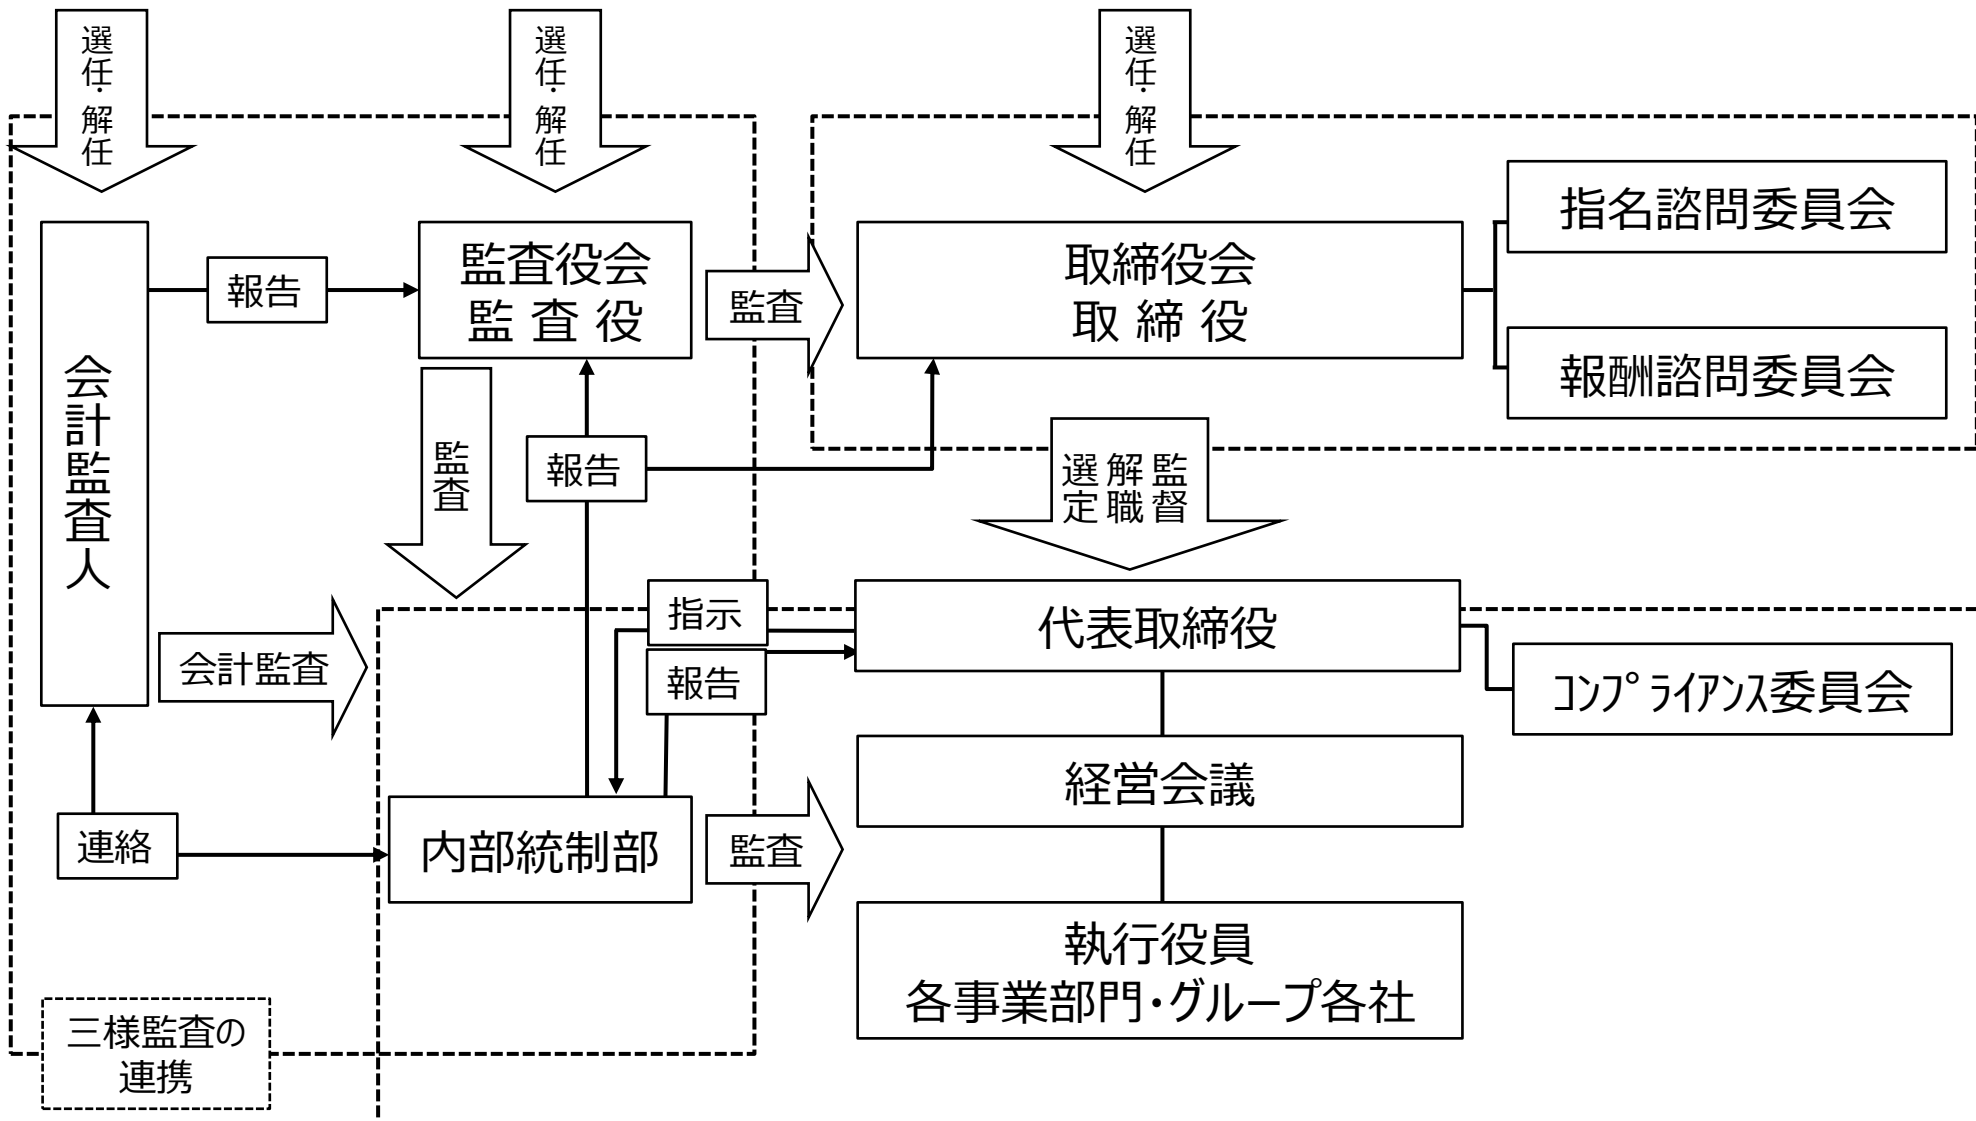 選任・解任
選任・解任
選任・解任
会計監査人
報告
監査役会
監 査 役
監査
取締役会
取 締 役
指名諮問委員会
報酬諮問委員会
監査
報告
選定
解職
監督
会計監査
指示
報告
代表取締役
ｺﾝﾌﾟﾗｲｱﾝｽ委員会
経営会議
連絡
内部統制部
監査
執行役員
各事業部門・グループ各社
三様監査の
連携